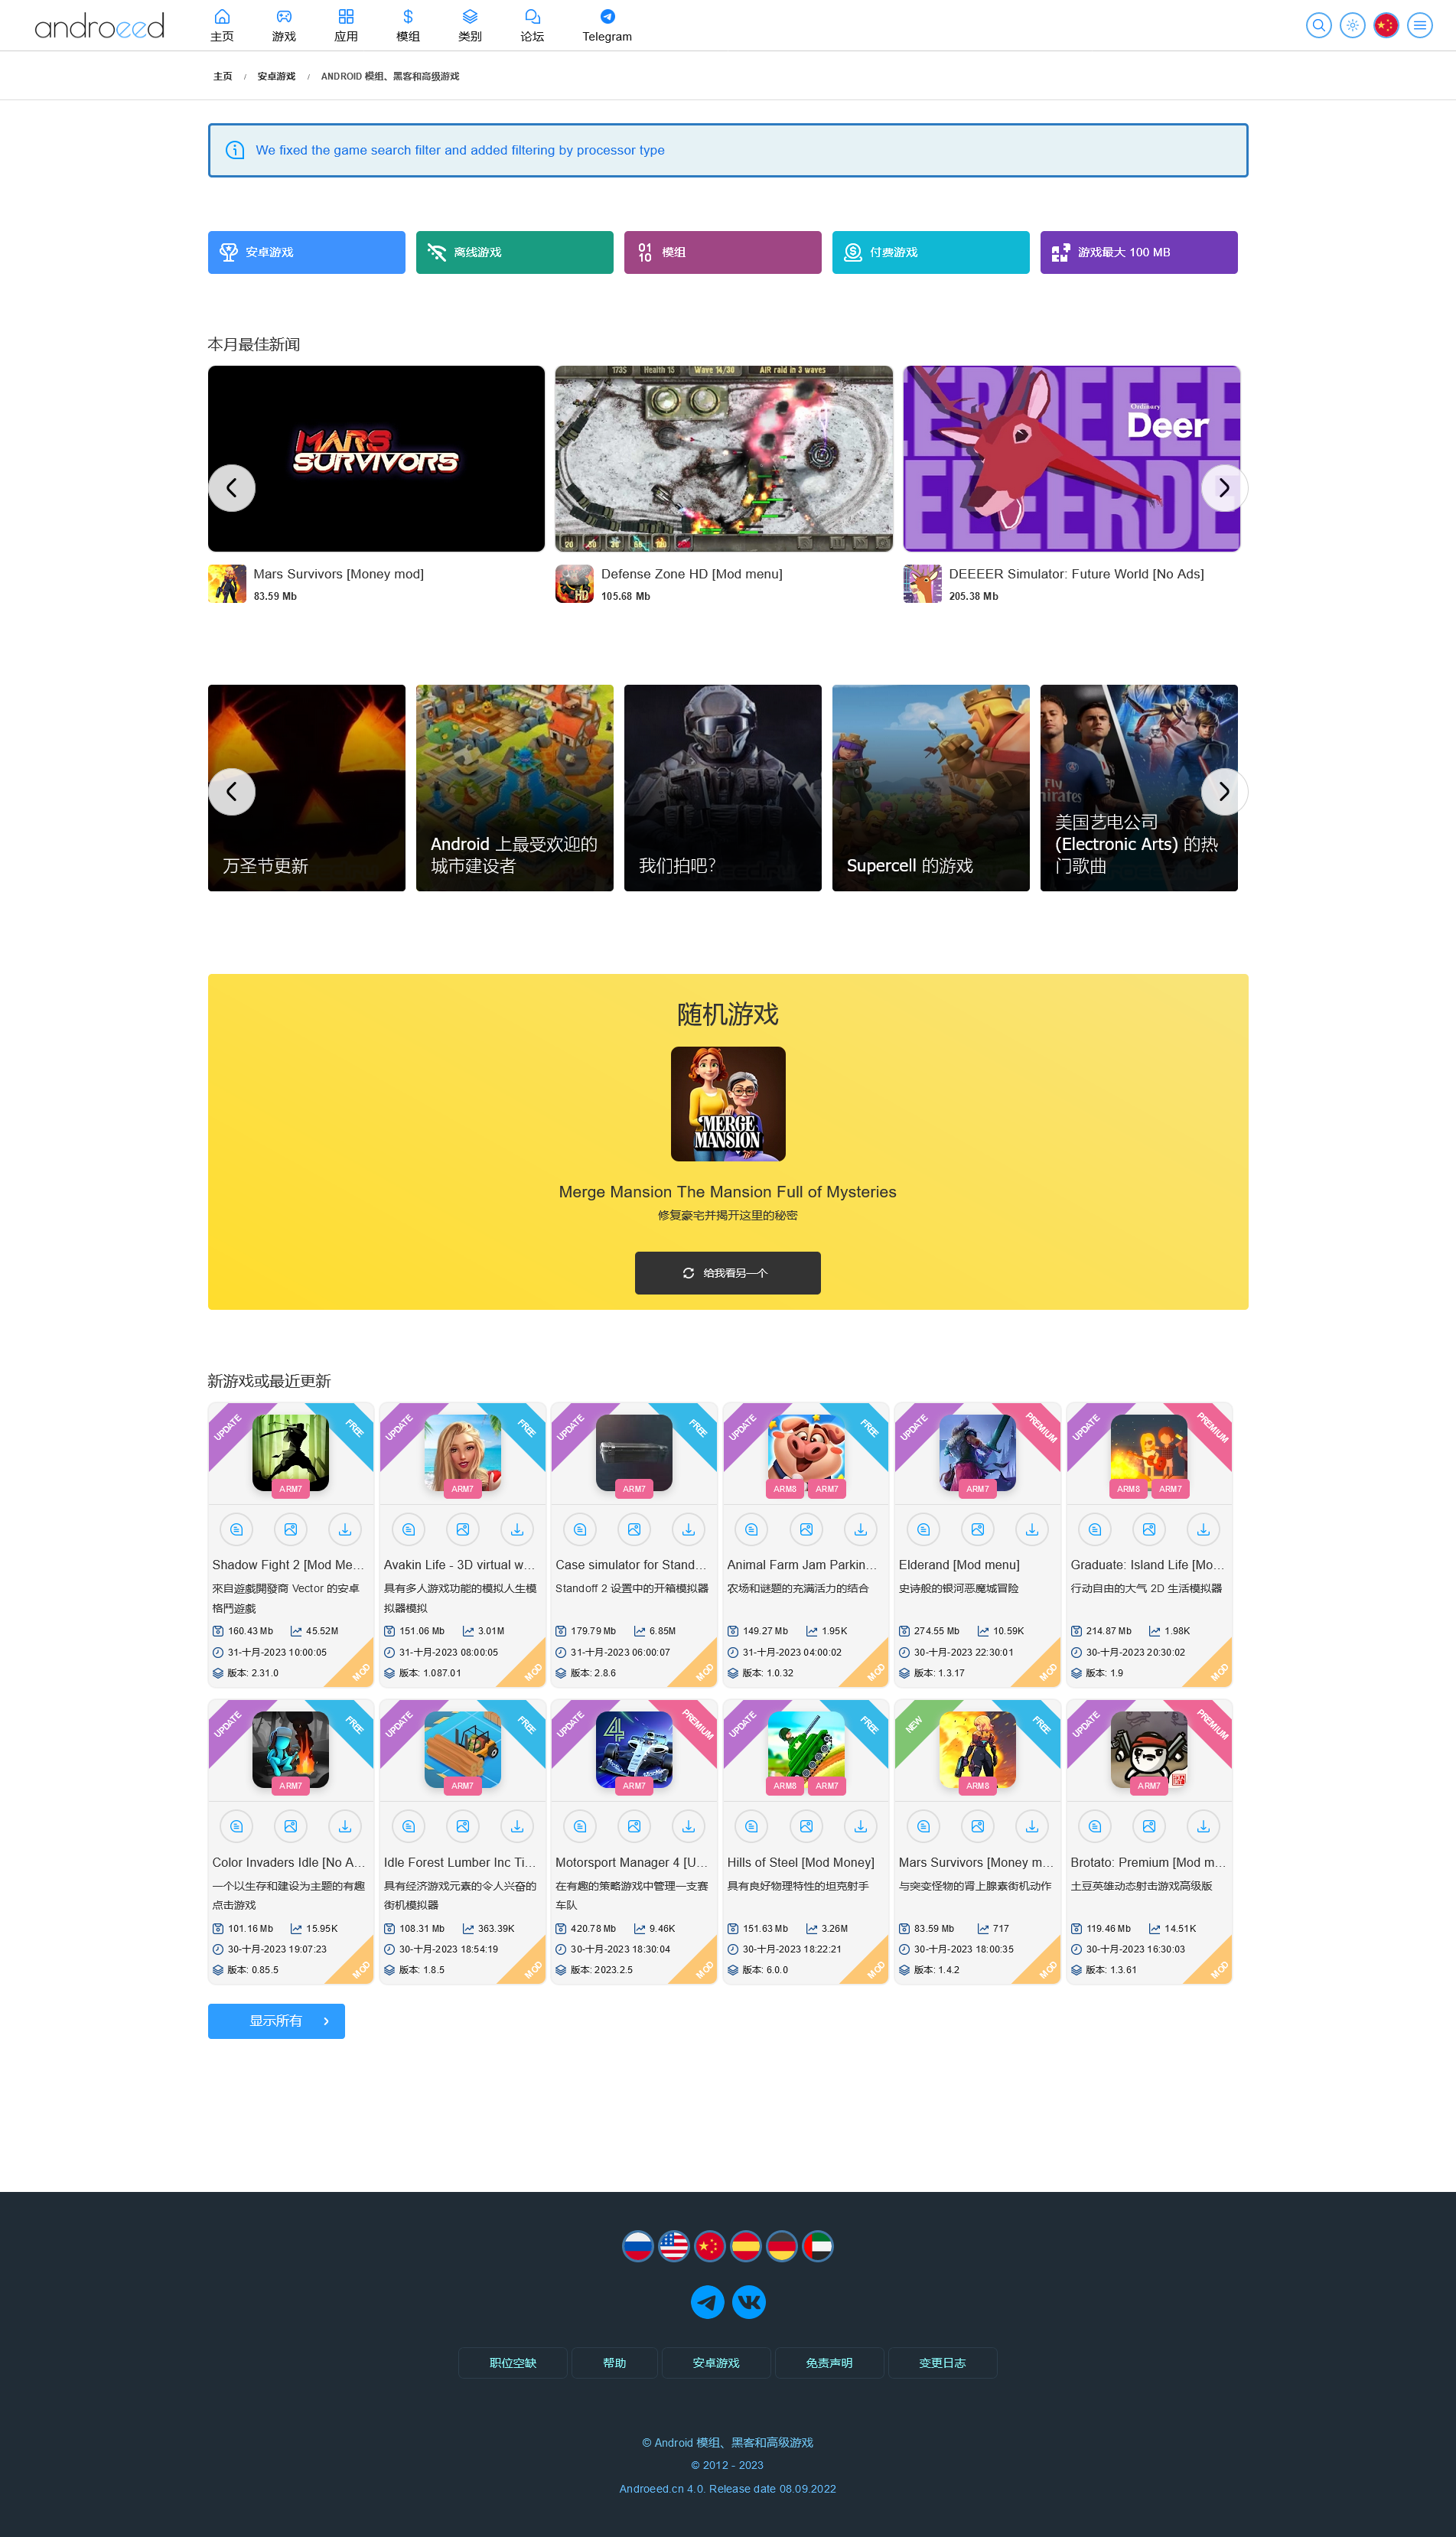 androeed
主页
游戏
应用
模组
类别
论坛
Telegram
主页 / 安卓游戏 / ANDROID 模组、黑客和高级游戏
We fixed the game search filter and added filtering by processor type
安卓游戏
离线游戏
模组
付费游戏
游戏最大 100 MB
本月最佳新闻
MARS
SURVIVORS
173$ Health 15 Wave 14/30 AIR raid in 3 waves
Ordinary
Deer
Mars Survivors [Money mod]
83.59 Mb
Defense Zone HD [Mod menu]
105.68 Mb
DEEEER Simulator: Future World [No Ads]
205.38 Mb
万圣节更新
Android 上最受欢迎的
城市建设者
我们拍吧?
Supercell 的游戏
美国艺电公司
(Electronic Arts) 的热
门歌曲
随机游戏
MERGE
MANSION
Merge Mansion The Mansion Full of Mysteries
修复豪宅并揭开这里的秘密
给我看另一个
新游戏或最近更新
UPDATE FREE ARM7
Shadow Fight 2 [Mod Me...
來自遊戲開發商 Vector 的安卓
格鬥遊戲
160.43 Mb 45.52M
31-十月-2023 10:00:05
版本: 2.31.0
MOD
UPDATE FREE ARM7
Avakin Life - 3D virtual w...
具有多人游戏功能的模拟人生模
拟器模拟
151.06 Mb 3.01M
31-十月-2023 08:00:05
版本: 1.087.01
MOD
UPDATE FREE ARM7
Case simulator for Stand...
Standoff 2 设置中的开箱模拟器
179.79 Mb 6.85M
31-十月-2023 06:00:07
版本: 2.8.6
MOD
UPDATE FREE ARM8 ARM7
Animal Farm Jam Parkin...
农场和谜题的充满活力的结合
149.27 Mb 1.95K
31-十月-2023 04:00:02
版本: 1.0.32
MOD
UPDATE PREMIUM ARM7
Elderand [Mod menu]
史诗般的银河恶魔城冒险
274.55 Mb 10.59K
30-十月-2023 22:30:01
版本: 1.3.17
MOD
UPDATE PREMIUM ARM8 ARM7
Graduate: Island Life [Mo...
行动自由的大气 2D 生活模拟器
214.87 Mb 1.98K
30-十月-2023 20:30:02
版本: 1.9
MOD
UPDATE FREE ARM7
Color Invaders Idle [No A...
一个以生存和建设为主题的有趣
点击游戏
101.16 Mb 15.95K
30-十月-2023 19:07:23
版本: 0.85.5
MOD
UPDATE FREE ARM7
Idle Forest Lumber Inc Ti...
具有经济游戏元素的令人兴奋的
街机模拟器
108.31 Mb 363.39K
30-十月-2023 18:54:19
版本: 1.8.5
MOD
UPDATE PREMIUM ARM7
Motorsport Manager 4 [U...
在有趣的策略游戏中管理一支赛
车队
420.78 Mb 9.46K
30-十月-2023 18:30:04
版本: 2023.2.5
MOD
UPDATE FREE ARM8 ARM7
Hills of Steel [Mod Money]
具有良好物理特性的坦克射手
151.63 Mb 3.26M
30-十月-2023 18:22:21
版本: 6.0.0
MOD
NEW FREE ARM8
Mars Survivors [Money m...
与突变怪物的肾上腺素街机动作
83.59 Mb 717
30-十月-2023 18:00:35
版本: 1.4.2
MOD
UPDATE PREMIUM ARM7
Brotato: Premium [Mod m...
土豆英雄动态射击游戏高级版
119.46 Mb 14.51K
30-十月-2023 16:30:03
版本: 1.3.61
MOD
显示所有
职位空缺
帮助
安卓游戏
免责声明
变更日志
© Android 模组、黑客和高级游戏
© 2012 - 2023
Androeed.cn 4.0. Release date 08.09.2022